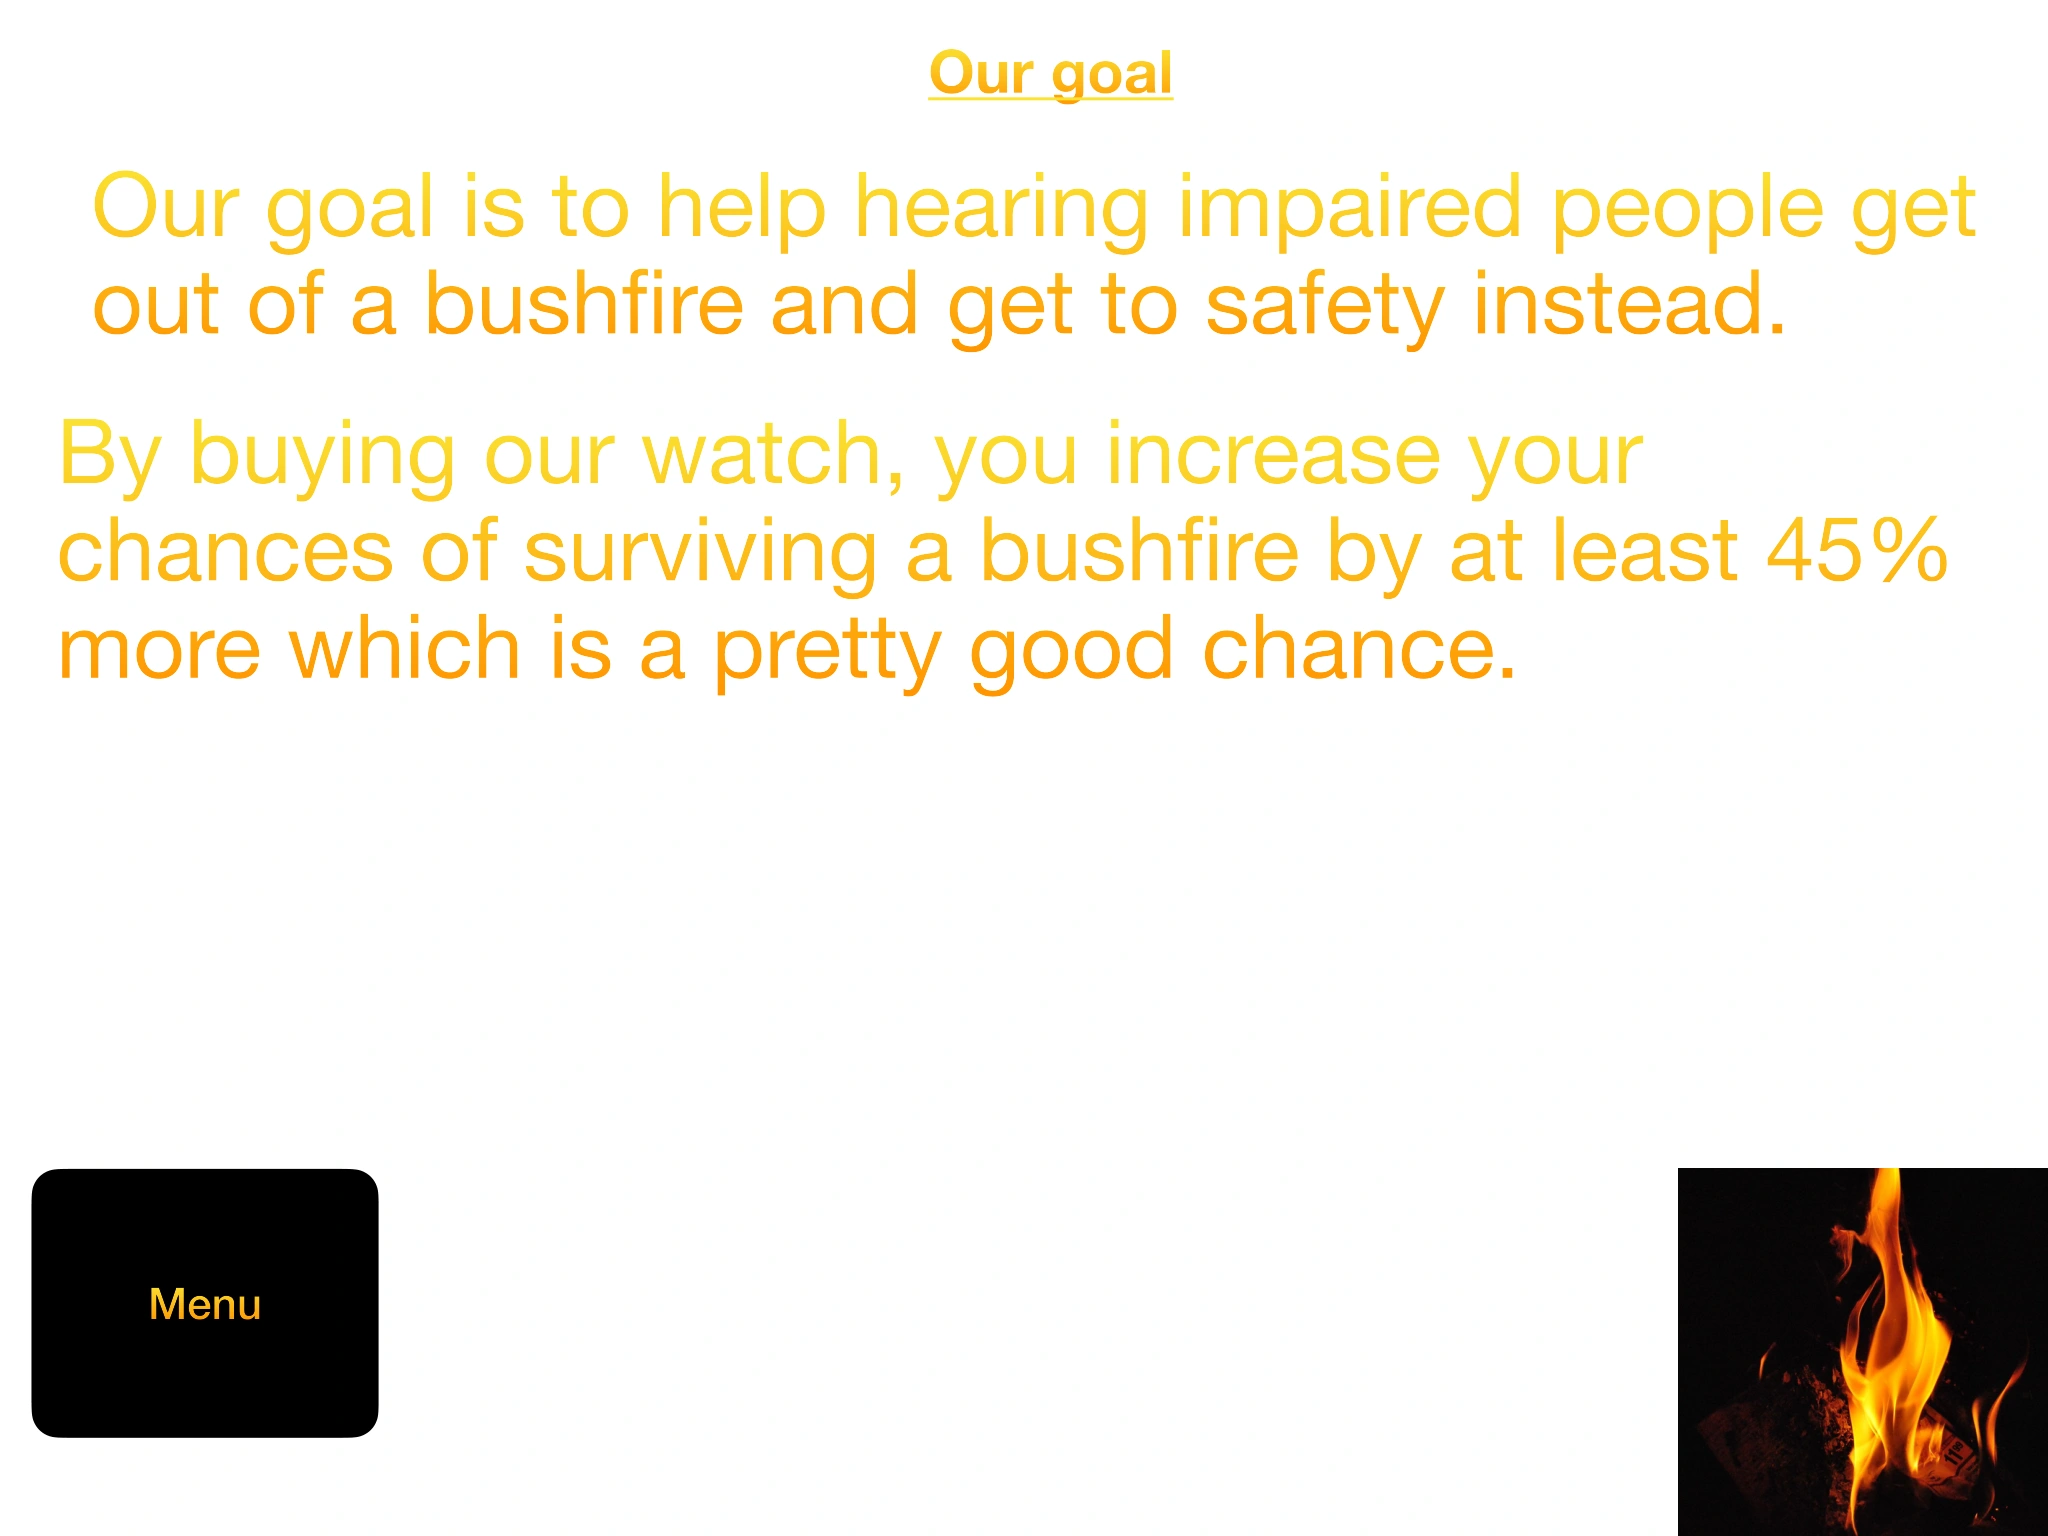 Our goal
Our goal is to help hearing impaired people get
out of a bushfire and get to safety instead.
By buying our watch, you increase your
chances of surviving a bushfire by at least 45%
more which is a pretty good chance.
Menu